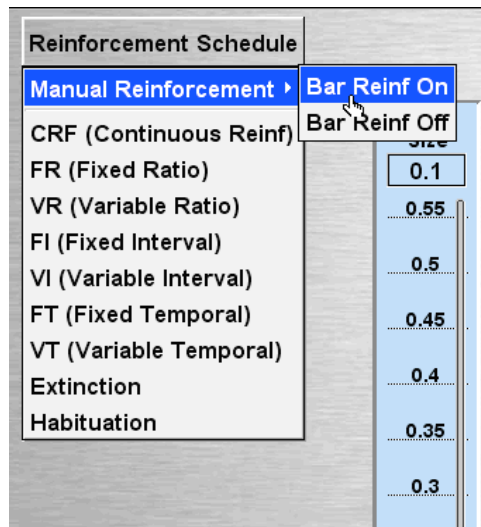 Reinforcement Schedule
Manual Reinforcement
Bar Reinf On
Bar Reinf Off
CRF (Continuous Reinf)
FR (Fixed Ratio)
VR (Variable Ratio)
FI (Fixed Interval)
VI (Variable Interval)
FT (Fixed Temporal)
VT (Variable Temporal)
Extinction
Habituation
Size
0.1
0.55
0.5
0.45
0.4
0.35
0.3